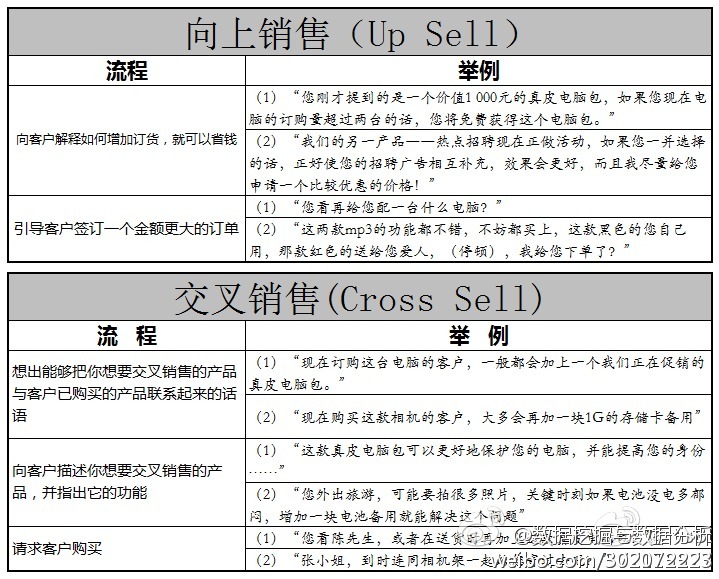 向上销售（Up Sell）
流程
举例
向客户解释如何增加订货，就可以省钱
（1）“您刚才提到的是一个价值1 000元的真皮电脑包，如果您现在电
脑的订购量超过两台的话，您将免费获得这个电脑包。”
（2）“我们的另一产品——热点招聘现在正做活动，如果您一并选择
的话，正好使您的招聘广告相互补充，效果会更好，而且我尽量给您
申请一个比较优惠的价格！”
引导客户签订一个金额更大的订单
（1）“您看再给您配一台什么电脑？”
（2）“这两款mp3的功能都不错，不妨都买上，这款黑色的您自己
用，那款红色的送给您爱人，（停顿），我给您下单了？”
交叉销售(Cross Sell)
流 程
举 例
想出能够把你想要交叉销售的产品
与客户已购买的产品联系起来的话
语
（1）“现在订购这台电脑的客户，一般都会加上一个我们正在促销的
真皮电脑包。”
（2）“现在购买这款相机的客户，大多会再加一块1G的存储卡备用”
向客户描述你想要交叉销售的产
品，并指出它的功能
（1）“这款真皮电脑包可以更好地保护您的电脑，并能提高您的身份
……”
（2）“您外出旅游，可能要拍很多照片，关键时刻如果电池没电多郁
闷，增加一块电池备用就能解决这个问题”
请求客户购买
（1）“您看陈先生，或者在送货时再加
（2）“张小姐，到时连同相机架一起
@数据挖掘与数据分析
weibo.com/302072223